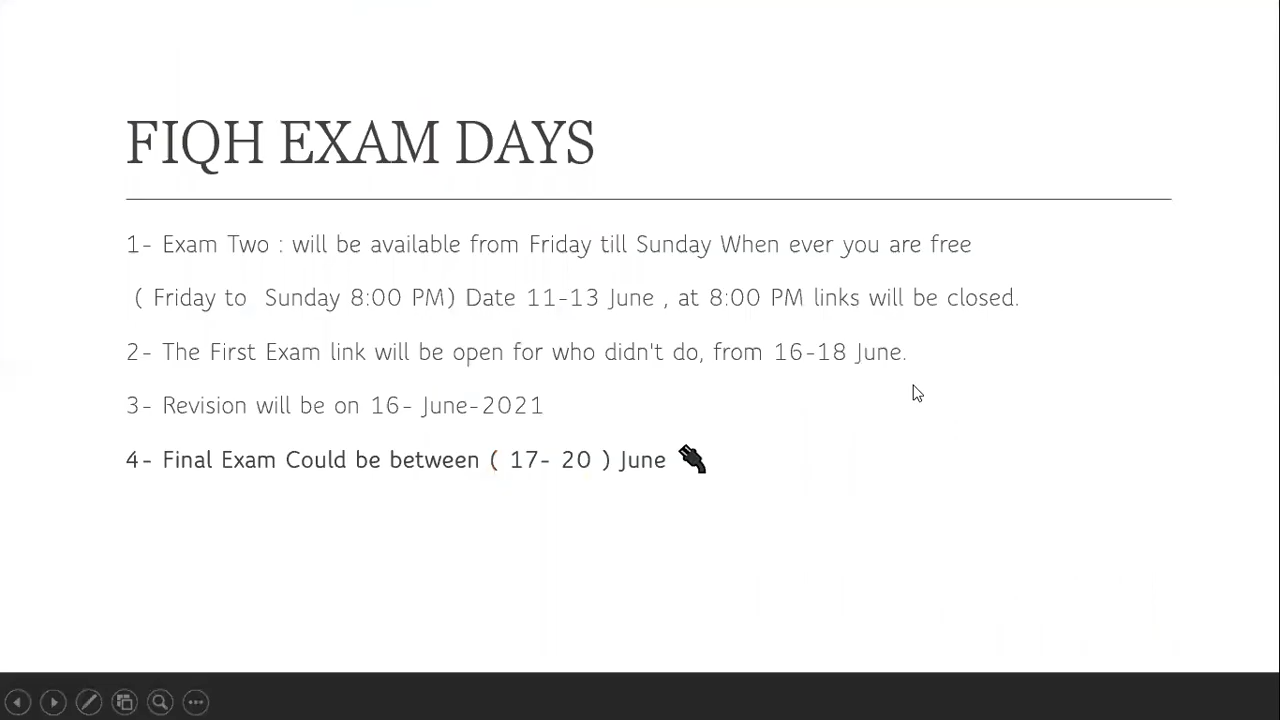 FIQH EXAM DAYS
1- Exam Two : will be available from Friday till Sunday When ever you are free
( Friday to Sunday 8:00 PM) Date 11-13 June , at 8:00 PM links will be closed.
2- The First Exam link will be open for who didn't do, from 16-18 June.
3- Revision will be on 16- June-2021
4- Final Exam Could be between ( 17- 20 ) June